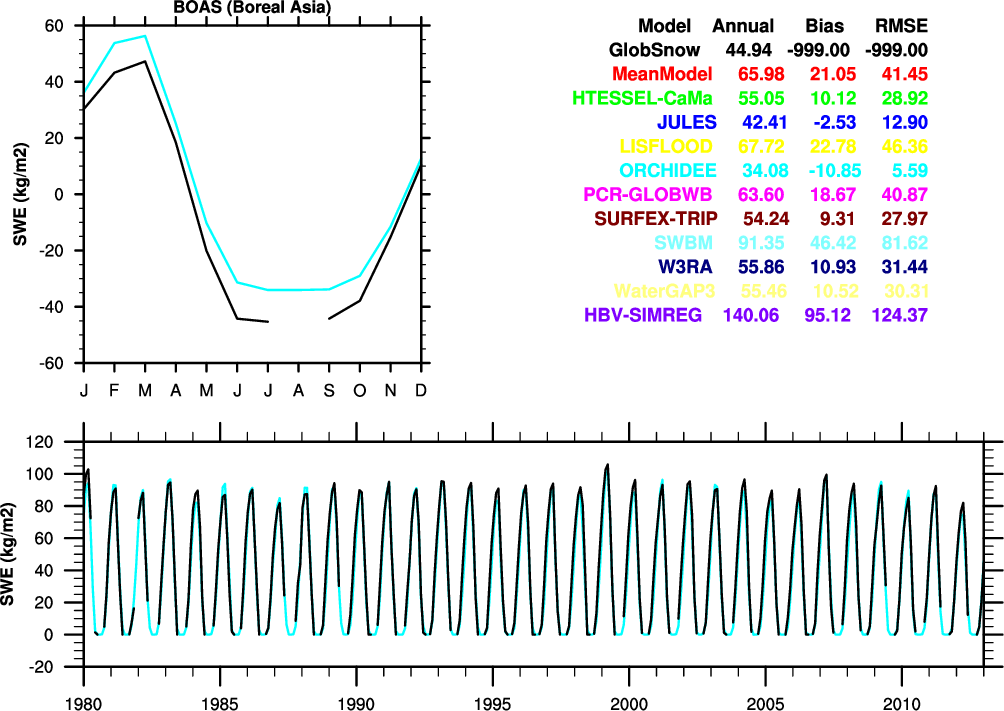 BOAS (Boreal Asia)
60
40
20
0
-20
-40
-60
SWE (kg/m2)
J F M A M J J A S O N D
Model Annual Bias RMSE
GlobSnow 44.94 -999.00 -999.00
MeanModel 65.98 21.05 41.45
HTESSEL-CaMa 55.05 10.12 28.92
JULES 42.41 -2.53 12.90
LISFLOOD 67.72 22.78 46.36
ORCHIDEE 34.08 -10.85 5.59
PCR-GLOBWB 63.60 18.67 40.87
SURFEX-TRIP 54.24 9.31 27.97
SWBM 91.35 46.42 81.62
W3RA 55.86 10.93 31.44
WaterGAP3 55.46 10.52 30.31
HBV-SIMREG 140.06 95.12 124.37
120
100
80
60
40
20
0
-20
SWE (kg/m2)
1980 1985 1990 1995 2000 2005 2010